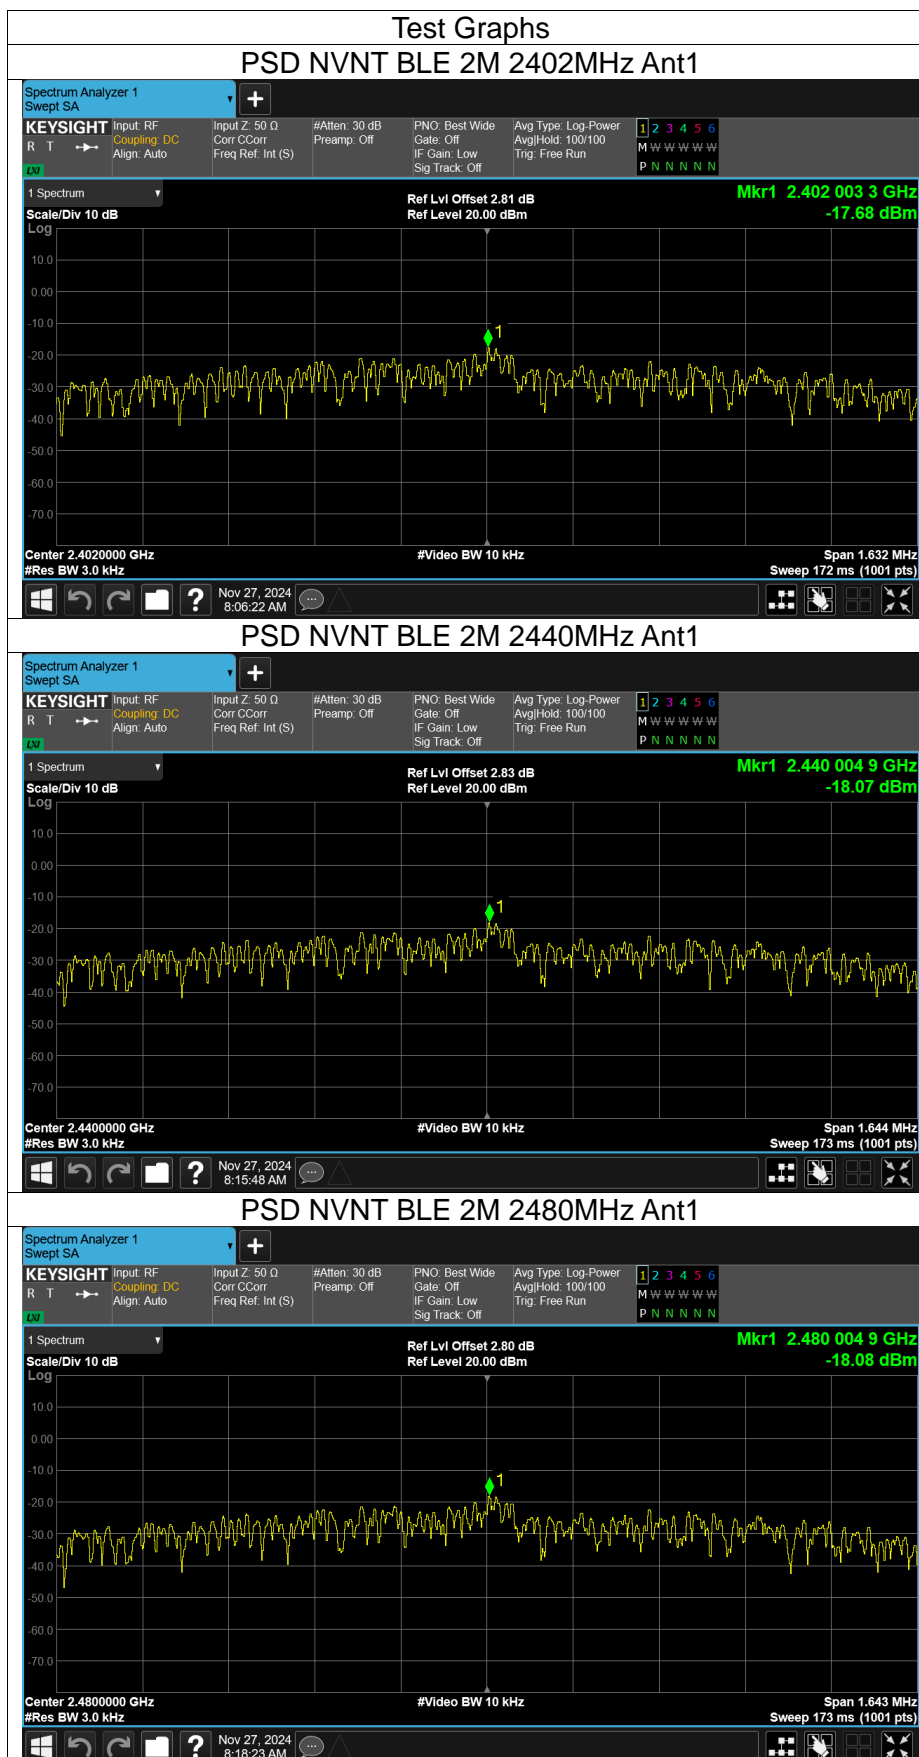 Test Graphs
PSD NVNT BLE 2M 2402MHz Ant1
Spectrum Analyzer 1
Swept SA
KEYSIGHT
R T
LXI
Input: RF
Coupling: DC
Align: Auto
Input Z: 50 Ω
Corr CCorr
Freq Ref: Int (S)
#Atten: 30 dB
Preamp: Off
PNO: Best Wide
Gate: Off
IF Gain: Low
Sig Track: Off
Avg Type: Log-Power
Avg|Hold: 100/100
Trig: Free Run
1 2 3 4 5 6
M W W W W W
P N N N N N
1 Spectrum
Scale/Div 10 dB
Log
Ref Lvl Offset 2.81 dB
Ref Level 20.00 dBm
Mkr1 2.402 003 3 GHz
-17.68 dBm
10.0
0.00
-10.0
-20.0
-30.0
-40.0
-50.0
-60.0
-70.0
1
Center 2.4020000 GHz
#Res BW 3.0 kHz
#Video BW 10 kHz
Span 1.632 MHz
Sweep 172 ms (1001 pts)
?
Nov 27, 2024
8:06:22 AM
PSD NVNT BLE 2M 2440MHz Ant1
Spectrum Analyzer 1
Swept SA
KEYSIGHT
R T
LXI
Input: RF
Coupling: DC
Align: Auto
Input Z: 50 Ω
Corr CCorr
Freq Ref: Int (S)
#Atten: 30 dB
Preamp: Off
PNO: Best Wide
Gate: Off
IF Gain: Low
Sig Track: Off
Avg Type: Log-Power
Avg|Hold: 100/100
Trig: Free Run
1 2 3 4 5 6
M W W W W W
P N N N N N
1 Spectrum
Scale/Div 10 dB
Log
Ref Lvl Offset 2.83 dB
Ref Level 20.00 dBm
Mkr1 2.440 004 9 GHz
-18.07 dBm
10.0
0.00
-10.0
-20.0
-30.0
-40.0
-50.0
-60.0
-70.0
1
Center 2.4400000 GHz
#Res BW 3.0 kHz
#Video BW 10 kHz
Span 1.644 MHz
Sweep 173 ms (1001 pts)
?
Nov 27, 2024
8:15:48 AM
PSD NVNT BLE 2M 2480MHz Ant1
Spectrum Analyzer 1
Swept SA
KEYSIGHT
R T
LXI
Input: RF
Coupling: DC
Align: Auto
Input Z: 50 Ω
Corr CCorr
Freq Ref: Int (S)
#Atten: 30 dB
Preamp: Off
PNO: Best Wide
Gate: Off
IF Gain: Low
Sig Track: Off
Avg Type: Log-Power
Avg|Hold: 100/100
Trig: Free Run
1 2 3 4 5 6
M W W W W W
P N N N N N
1 Spectrum
Scale/Div 10 dB
Log
Ref Lvl Offset 2.80 dB
Ref Level 20.00 dBm
Mkr1 2.480 004 9 GHz
-18.08 dBm
10.0
0.00
-10.0
-20.0
-30.0
-40.0
-50.0
-60.0
-70.0
1
Center 2.4800000 GHz
#Res BW 3.0 kHz
#Video BW 10 kHz
Span 1.643 MHz
Sweep 173 ms (1001 pts)
?
Nov 27, 2024
8:18:23 AM